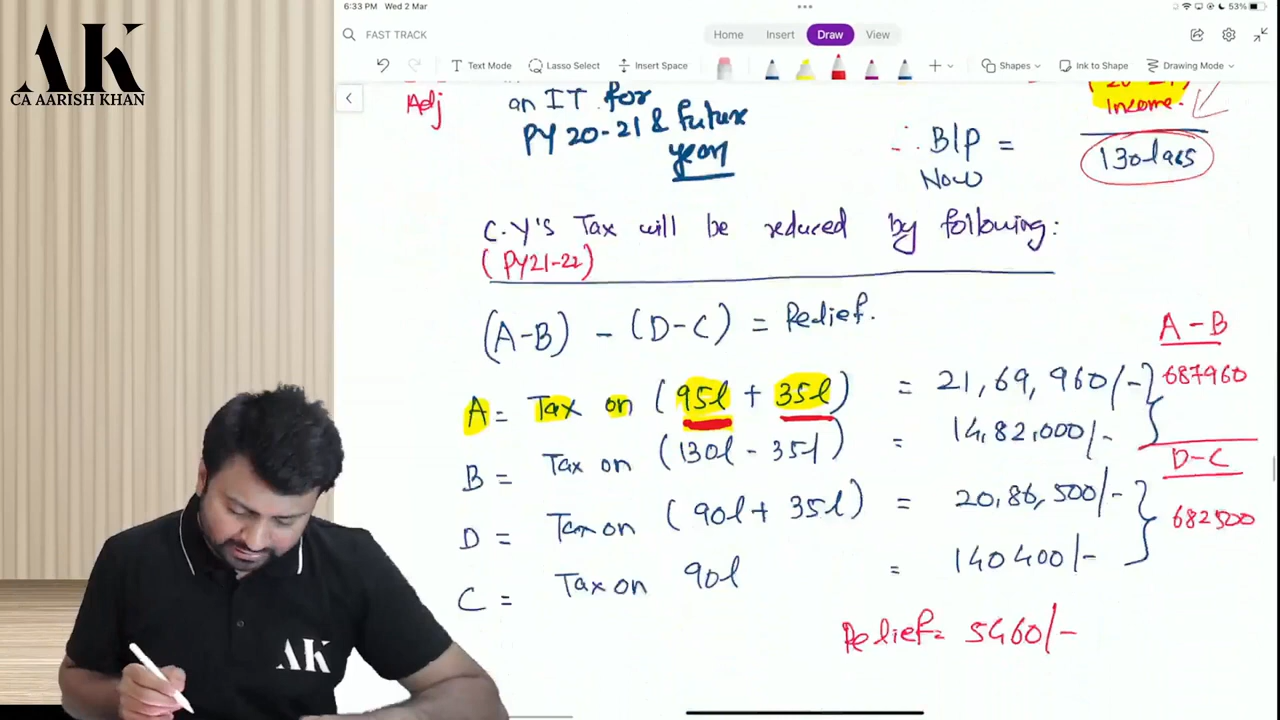 6:33 PM Wed 2 Mar
53%
AK
CA AARISH KHAN
FAST TRACK
Home Insert Draw View
Text Mode Lasso Select Insert Space Shapes Ink to Shape Drawing Mode
Adj
an IT for
PY 20-21 & future
year
Income.
∴ B/P =
Now
130 lacs
C.Y's Tax will be reduced by following:
(PY21-22)
(A-B) - (D-C) = Relief.
A = Tax on (95l + 35l) = 21,69,960/-
B = Tax on (130l - 35l) = 14,82,000/-
D = Tax on (90l + 35l) = 20,86,500/-
C = Tax on 90l = 140400/-
A-B
687960
D-C
682500
Relief = 5460/-
AK